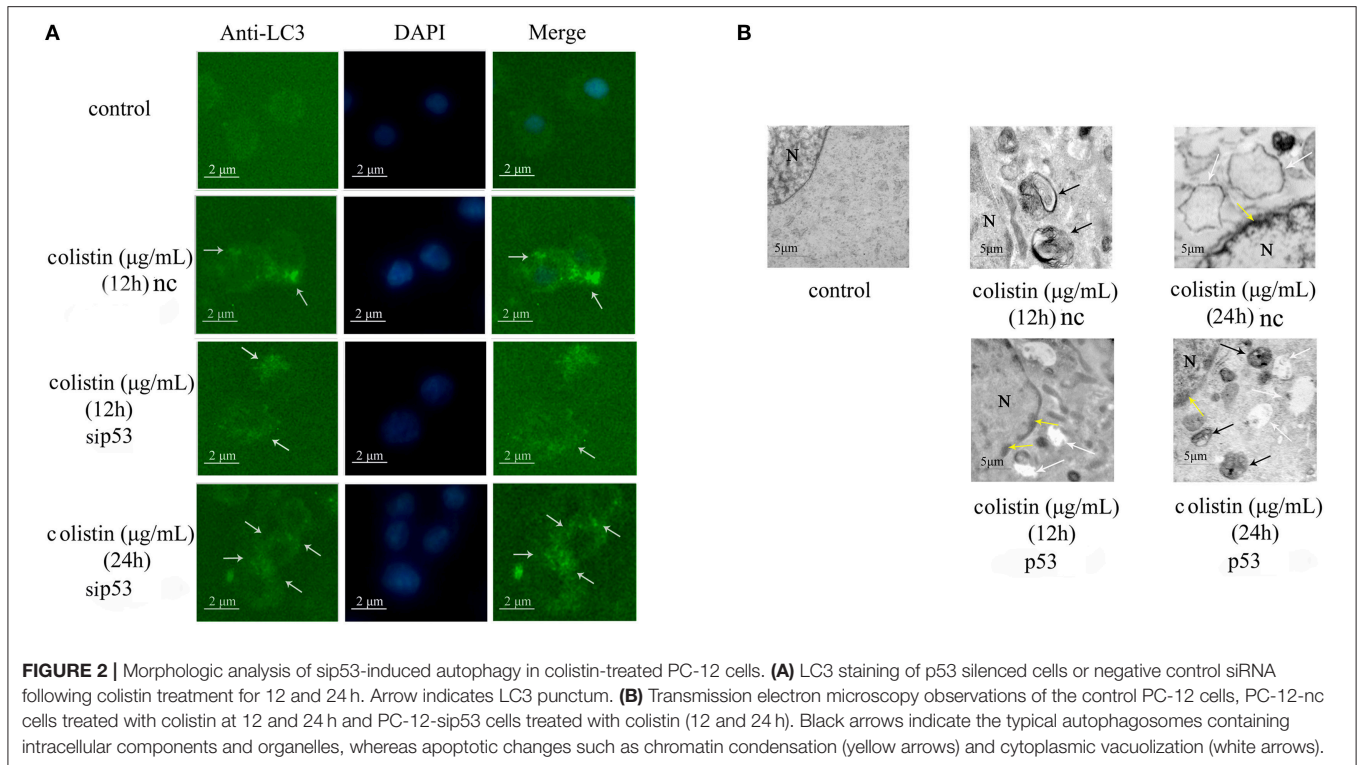 A
Anti-LC3 DAPI Merge
control
2 μm 2 μm 2 μm
colistin (μg/mL)
(12h) nc
2 μm 2 μm 2 μm
colistin (μg/mL)
(12h)
sip53
2 μm 2 μm 2 μm
colistin (μg/mL)
(24h)
sip53
2 μm 2 μm 2 μm
B
N
5μm
control
N
5μm
colistin (μg/mL)
(12h) nc
N
5μm
colistin (μg/mL)
(24h) nc
N
5μm
colistin (μg/mL)
(12h)
p53
N
5μm
colistin (μg/mL)
(24h)
p53
FIGURE 2 | Morphologic analysis of sip53-induced autophagy in colistin-treated PC-12 cells. (A) LC3 staining of p53 silenced cells or negative control siRNA
following colistin treatment for 12 and 24 h. Arrow indicates LC3 punctum. (B) Transmission electron microscopy observations of the control PC-12 cells, PC-12-nc
cells treated with colistin at 12 and 24 h and PC-12-sip53 cells treated with colistin (12 and 24 h). Black arrows indicate the typical autophagosomes containing
intracellular components and organelles, whereas apoptotic changes such as chromatin condensation (yellow arrows) and cytoplasmic vacuolization (white arrows).